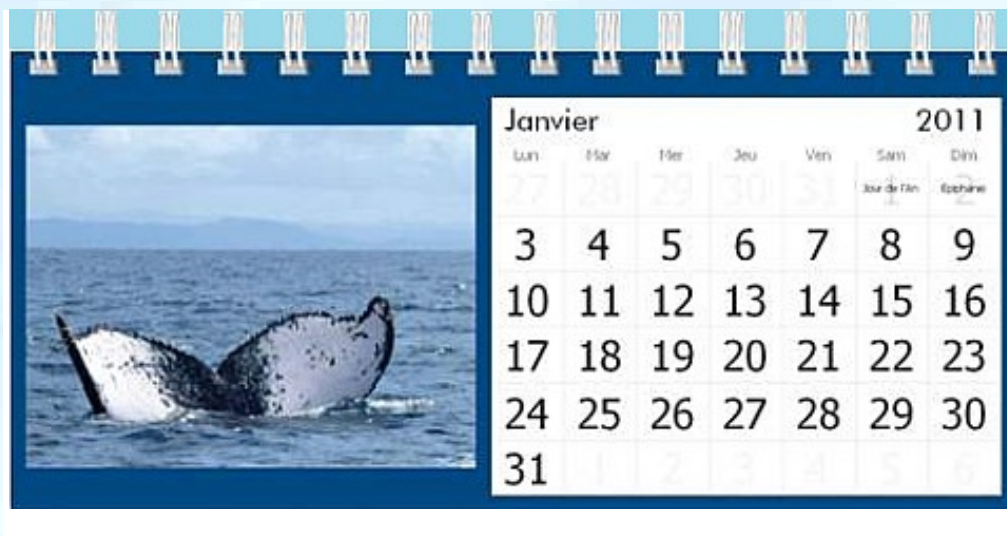 Janvier 2011
Lun Mar Mer Jeu Ven Sam Dim
27 28 29 30 31 1 2
Jour de l'An Epiphanie
3 4 5 6 7 8 9
10 11 12 13 14 15 16
17 18 19 20 21 22 23
24 25 26 27 28 29 30
31 1 2 3 4 5 6